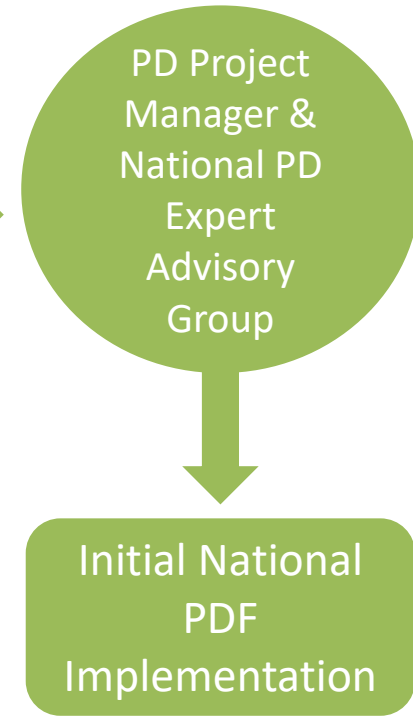 PD Project
Manager &
National PD
Expert
Advisory
Group
Initial National
PDF
Implementation